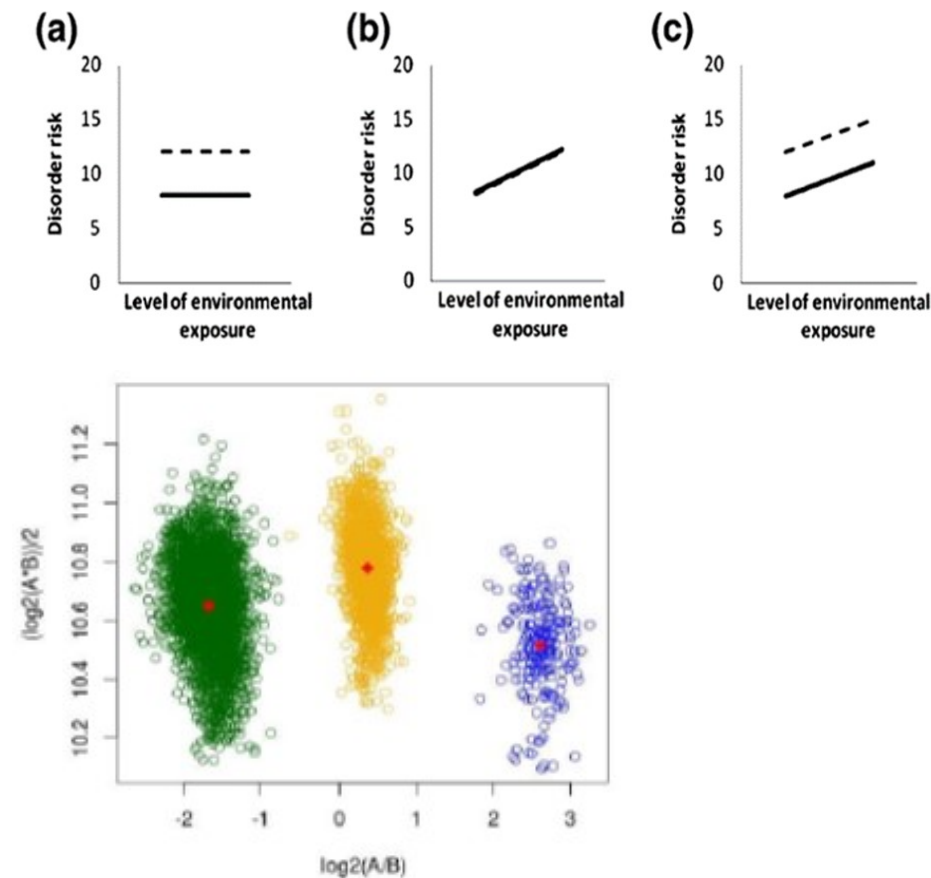 (a) (b) (c)
20 20 20
15 15 15
10 10 10
5 5 5
0 0 0
Disorder risk Disorder risk Disorder risk
Level of environmental Level of environmental Level of environmental
exposure exposure exposure
11.2
11.0
10.8
10.6
10.4
10.2
(log2(A*B))/2
-2 -1 0 1 2 3
log2(A/B)